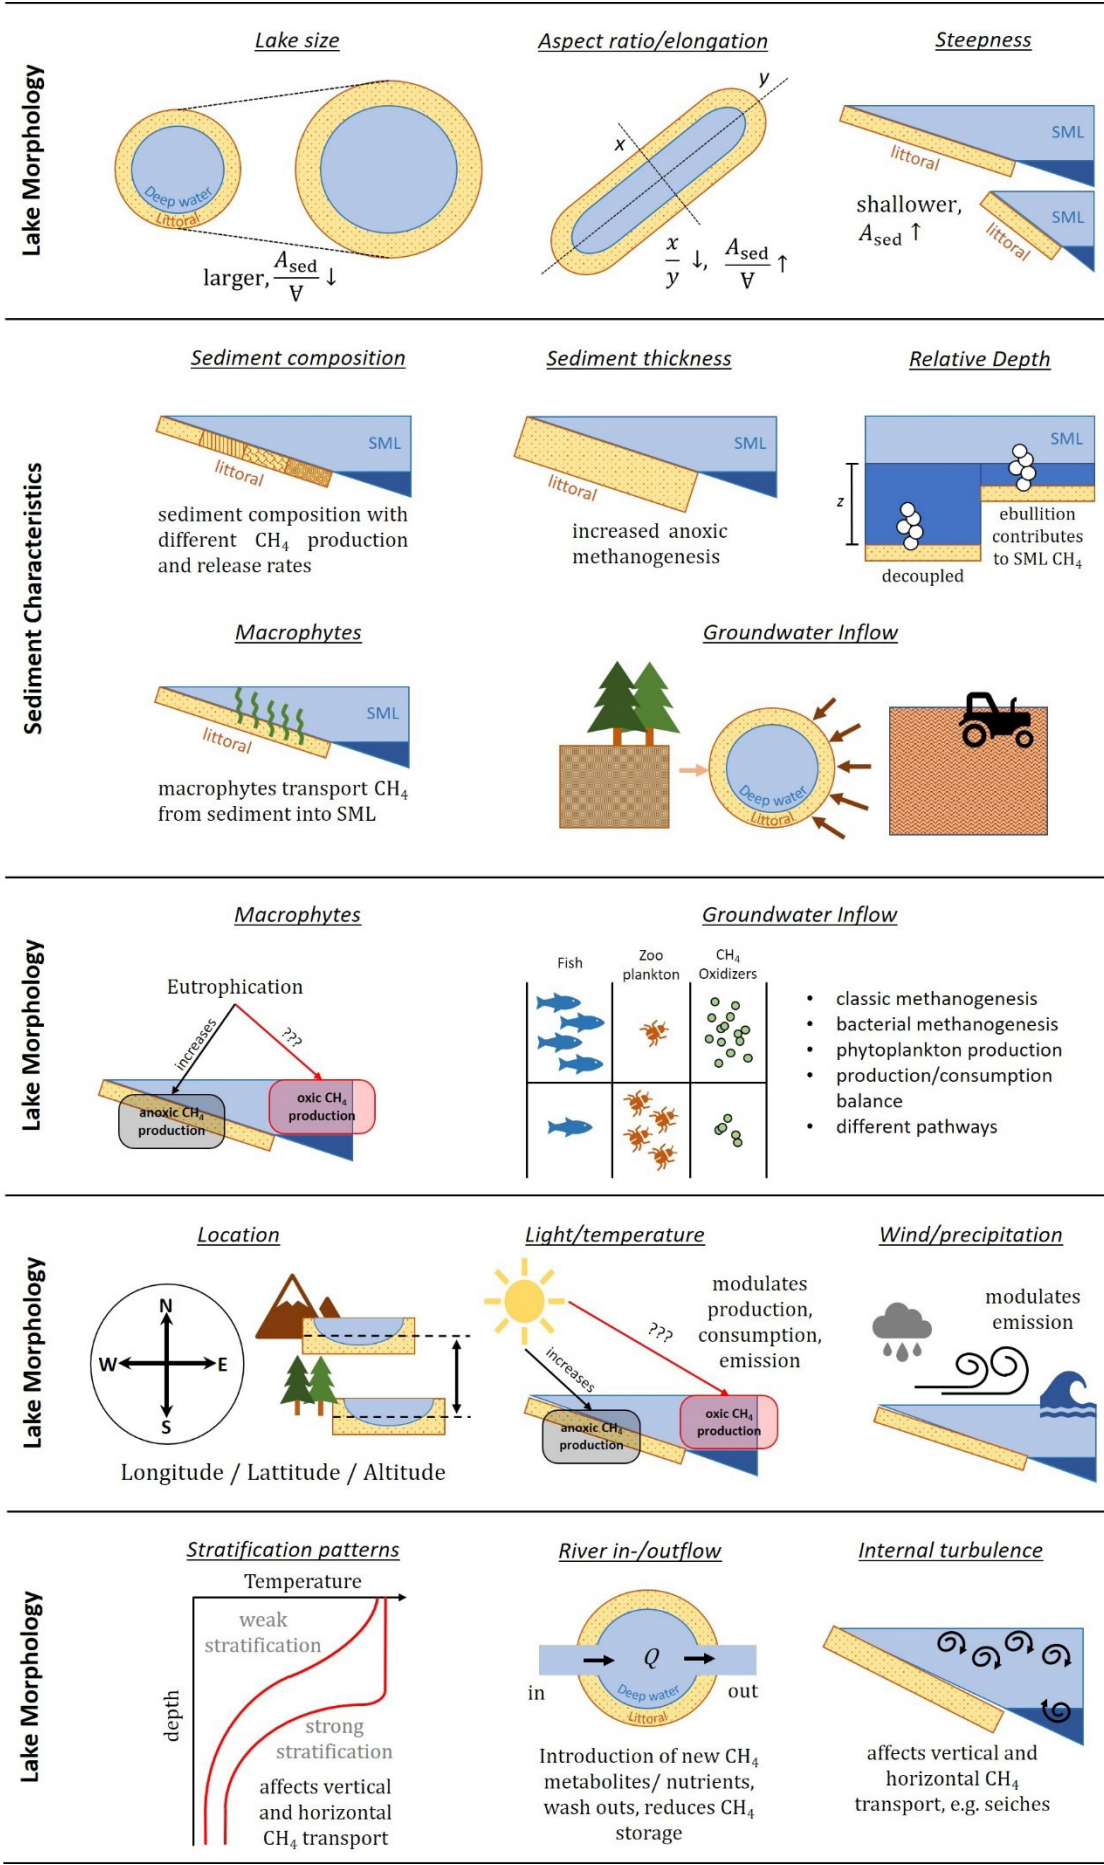 Lake Morphology
Lake size
Deep water
Littoral
larger, A_sed/∀ ↓
Aspect ratio/elongation
x
y
x/y ↓, A_sed/∀ ↑
Steepness
SML
littoral
shallower,
A_sed ↑
SML
littoral
Sediment Characteristics
Sediment composition
SML
littoral
sediment composition with
different CH₄ production
and release rates
Sediment thickness
SML
littoral
increased anoxic
methanogenesis
Relative Depth
SML
z
decoupled
ebullition
contributes
to SML CH₄
Macrophytes
SML
littoral
macrophytes transport CH₄
from sediment into SML
Groundwater Inflow
Deep water
Littoral
Lake Morphology
Macrophytes
Eutrophication
increases
???
anoxic CH₄
production
oxic CH₄
production
Groundwater Inflow
Fish
Zoo
plankton
CH₄
Oxidizers
• classic methanogenesis
• bacterial methanogenesis
• phytoplankton production
• production/consumption
balance
• different pathways
Lake Morphology
Location
N
W
E
S
Longitude / Lattitude / Altitude
Light/temperature
???
increases
modulates
production,
consumption,
emission
anoxic CH₄
production
oxic CH₄
production
Wind/precipitation
modulates
emission
Lake Morphology
Stratification patterns
Temperature
depth
weak
stratification
strong
stratification
affects vertical
and horizontal
CH₄ transport
River in-/outflow
Q
in
out
Deep water
Littoral
Introduction of new CH₄
metabolites/ nutrients,
wash outs, reduces CH₄
storage
Internal turbulence
affects vertical and
horizontal CH₄
transport, e.g. seiches